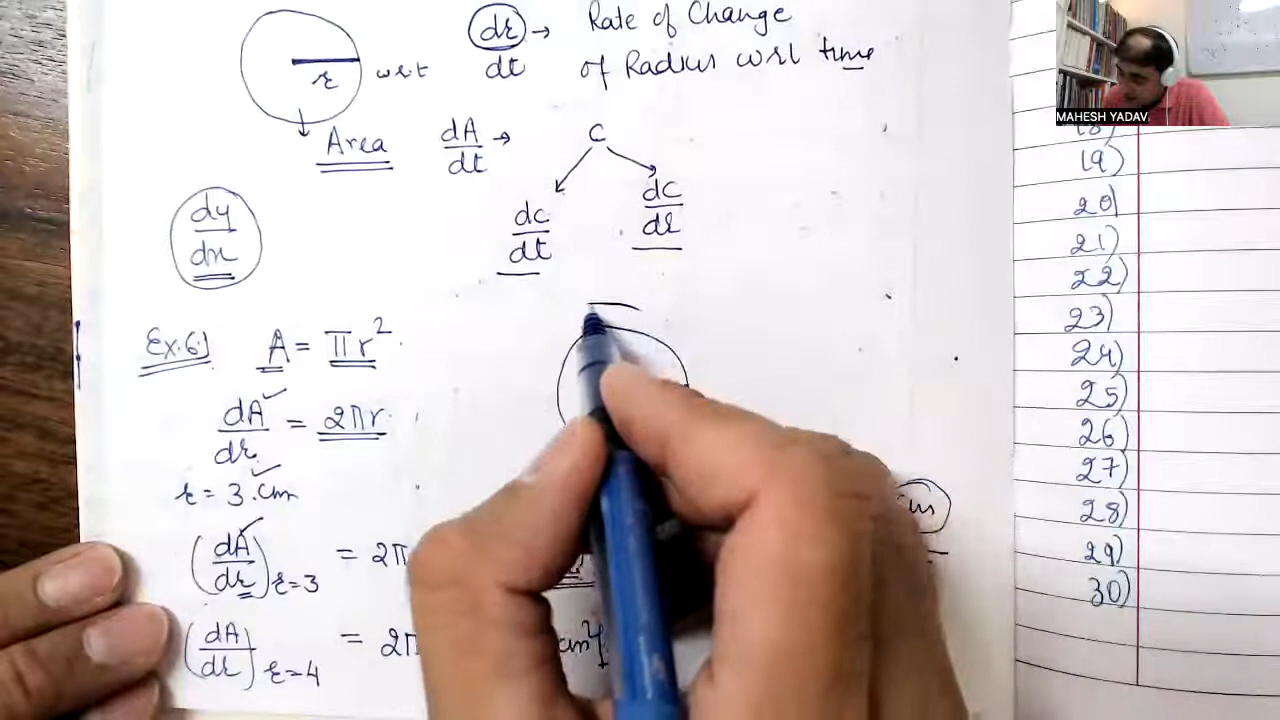 dr → Rate of Change
dt of Radius wrt time
r wrt
Area dA → C
dt
dc dC
dt dr
dy
dx
Ex.6) A = πr²
dA = 2πr
dr
r = 3 cm
(dA/dr) r=3 = 2π
(dA/dr) r=4 = 2π
cm²
MAHESH YADAV
19)
20)
21)
22)
23)
24)
25)
26)
27)
28)
29)
30)